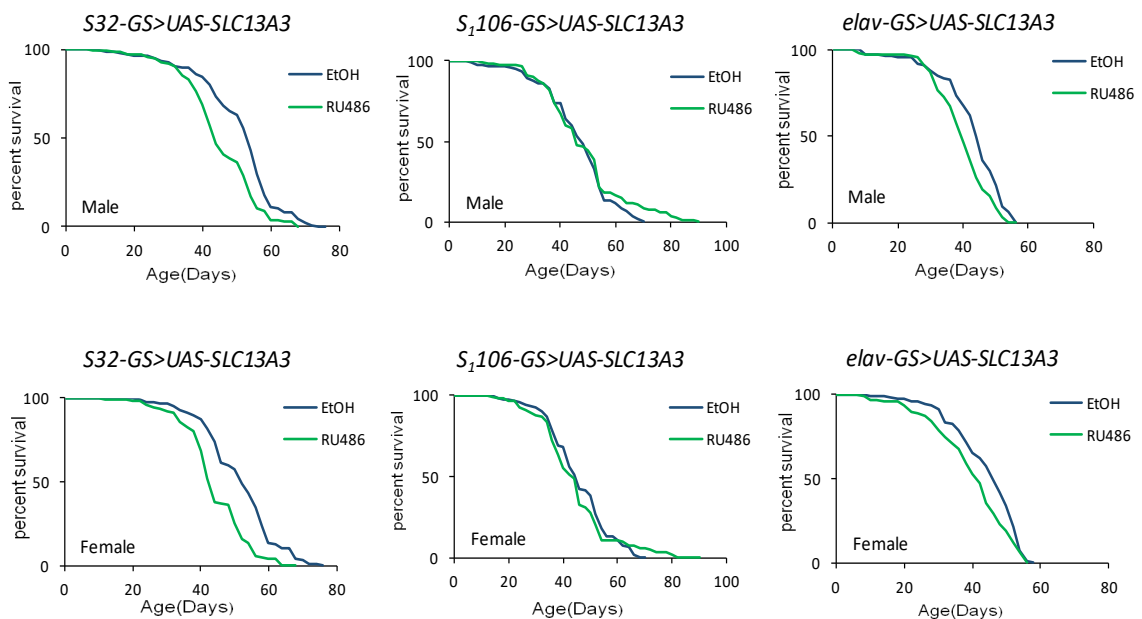 S32-GS>UAS-SLC13A3
100
50
0
percent survival
EtOH
RU486
Male
0 20 40 60 80
Age(Days)
S₁106-GS>UAS-SLC13A3
100
50
0
percent survival
EtOH
RU486
Male
0 20 40 60 80 100
Age(Days)
elav-GS>UAS-SLC13A3
100
50
0
percent survival
EtOH
RU486
Male
0 20 40 60 80
Age(Days)
S32-GS>UAS-SLC13A3
100
50
0
percent survival
EtOH
RU486
Female
0 20 40 60 80
Age(Days)
S₁106-GS>UAS-SLC13A3
100
50
0
percent survival
EtOH
RU486
Female
0 20 40 60 80 100
Age(Days)
elav-GS>UAS-SLC13A3
100
50
0
percent survival
EtOH
RU486
Female
0 20 40 60 80
Age(Days)